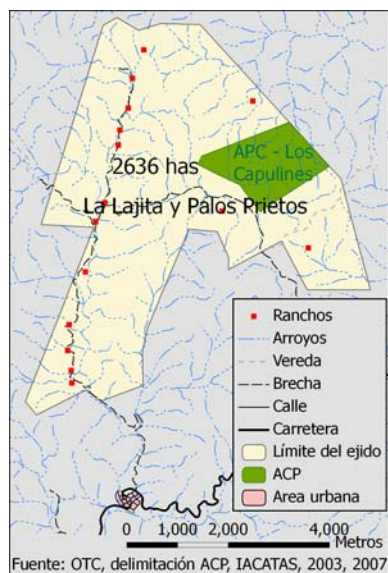 2636 has
APC - Los
Capulines
La Lajita y Palos Prietos
Ranchos
Arroyos
Vereda
Brecha
Calle
Carretera
Límite del ejido
ACP
Area urbana
0 1,000 2,000 4,000
Metros
Fuente: OTC, delimitación ACP, IACATAS, 2003, 2007